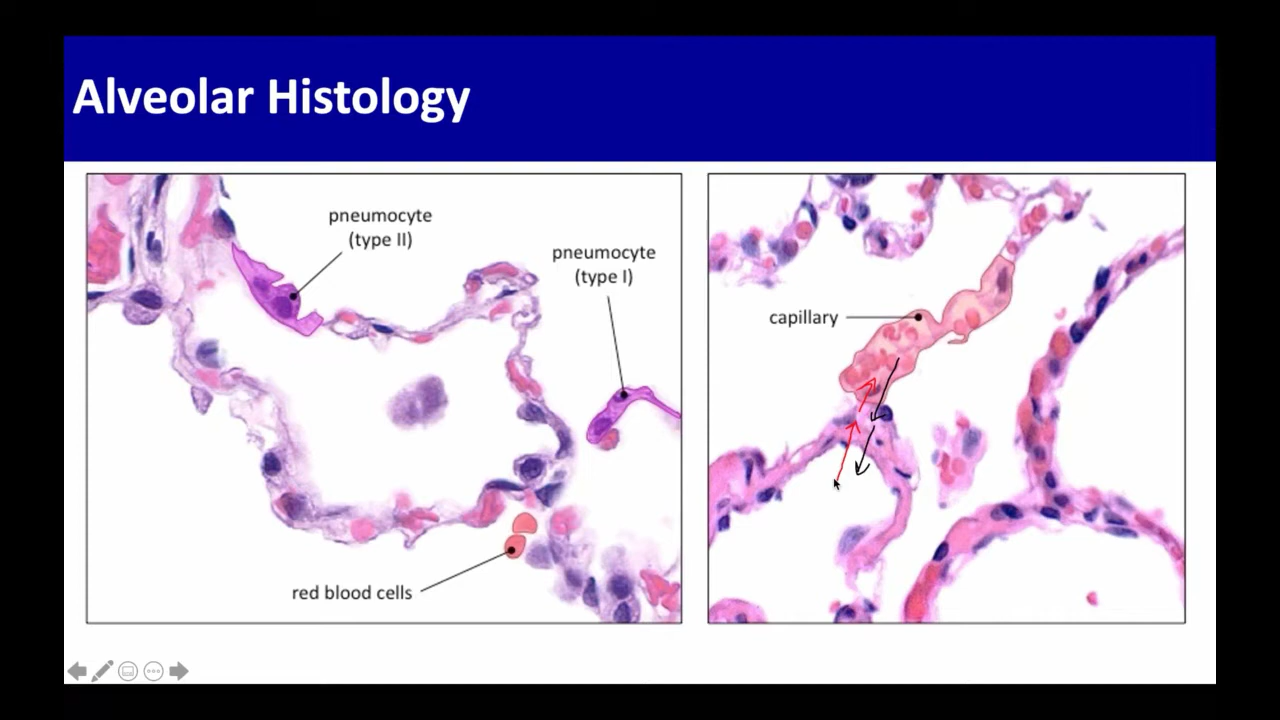 Alveolar Histology
pneumocyte
(type II)
pneumocyte
(type I)
red blood cells
capillary